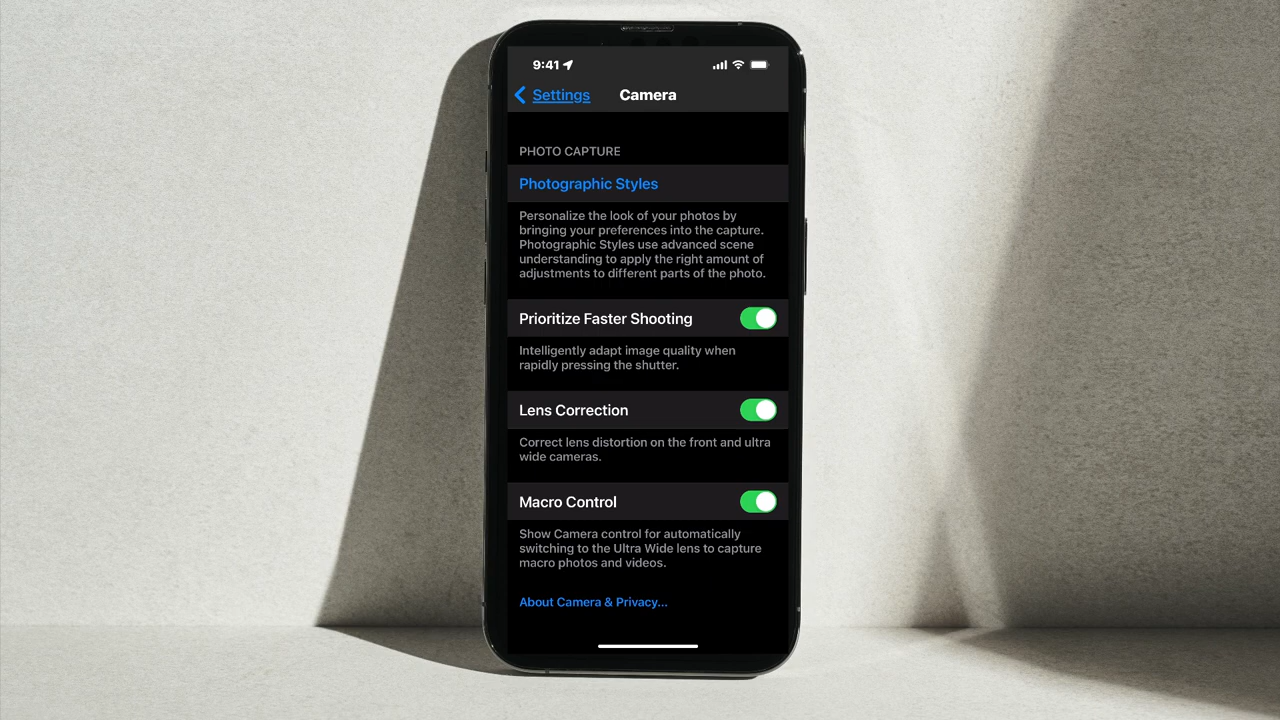 9:41
Settings
Camera
PHOTO CAPTURE
Photographic Styles
Personalize the look of your photos by
bringing your preferences into the capture.
Photographic Styles use advanced scene
understanding to apply the right amount of
adjustments to different parts of the photo.
Prioritize Faster Shooting
Intelligently adapt image quality when
rapidly pressing the shutter.
Lens Correction
Correct lens distortion on the front and ultra
wide cameras.
Macro Control
Show Camera control for automatically
switching to the Ultra Wide lens to capture
macro photos and videos.
About Camera & Privacy...